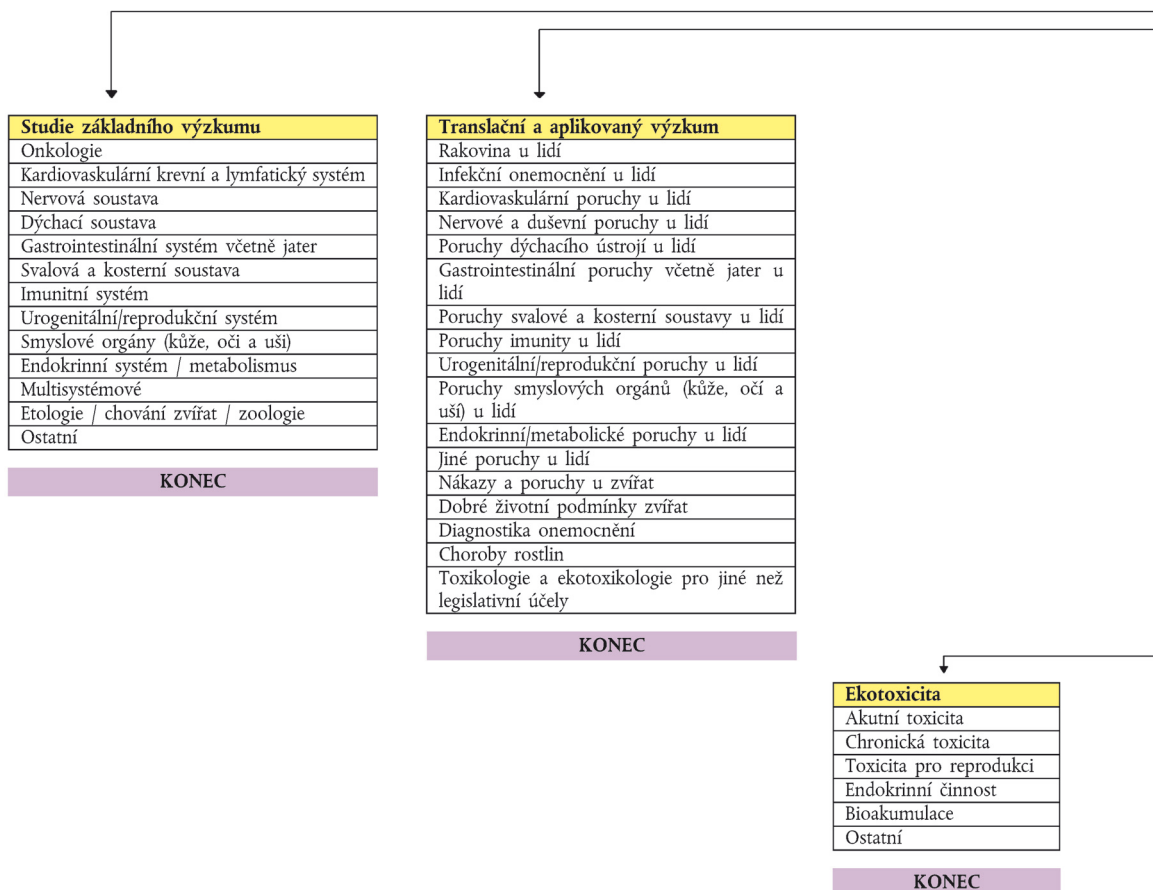 Studie základního výzkumu
Onkologie
Kardiovaskulární krevní a lymfatický systém
Nervová soustava
Dýchací soustava
Gastrointestinální systém včetně jater
Svalová a kosterní soustava
Imunitní systém
Urogenitální/reprodukční systém
Smyslové orgány (kůže, oči a uši)
Endokrinní systém / metabolismus
Multisystémové
Etologie / chování zvířat / zoologie
Ostatní
KONEC
Translační a aplikovaný výzkum
Rakovina u lidí
Infekční onemocnění u lidí
Kardiovaskulární poruchy u lidí
Nervové a duševní poruchy u lidí
Poruchy dýchacího ústrojí u lidí
Gastrointestinální poruchy včetně jater u
lidí
Poruchy svalové a kosterní soustavy u lidí
Poruchy imunity u lidí
Urogenitální/reprodukční poruchy u lidí
Poruchy smyslových orgánů (kůže, očí a
uší) u lidí
Endokrinní/metabolické poruchy u lidí
Jiné poruchy u lidí
Nákazy a poruchy u zvířat
Dobré životní podmínky zvířat
Diagnostika onemocnění
Choroby rostlin
Toxikologie a ekotoxikologie pro jiné než
legislativní účely
KONEC
Ekotoxicita
Akutní toxicita
Chronická toxicita
Toxicita pro reprodukci
Endokrinní činnost
Bioakumulace
Ostatní
KONEC